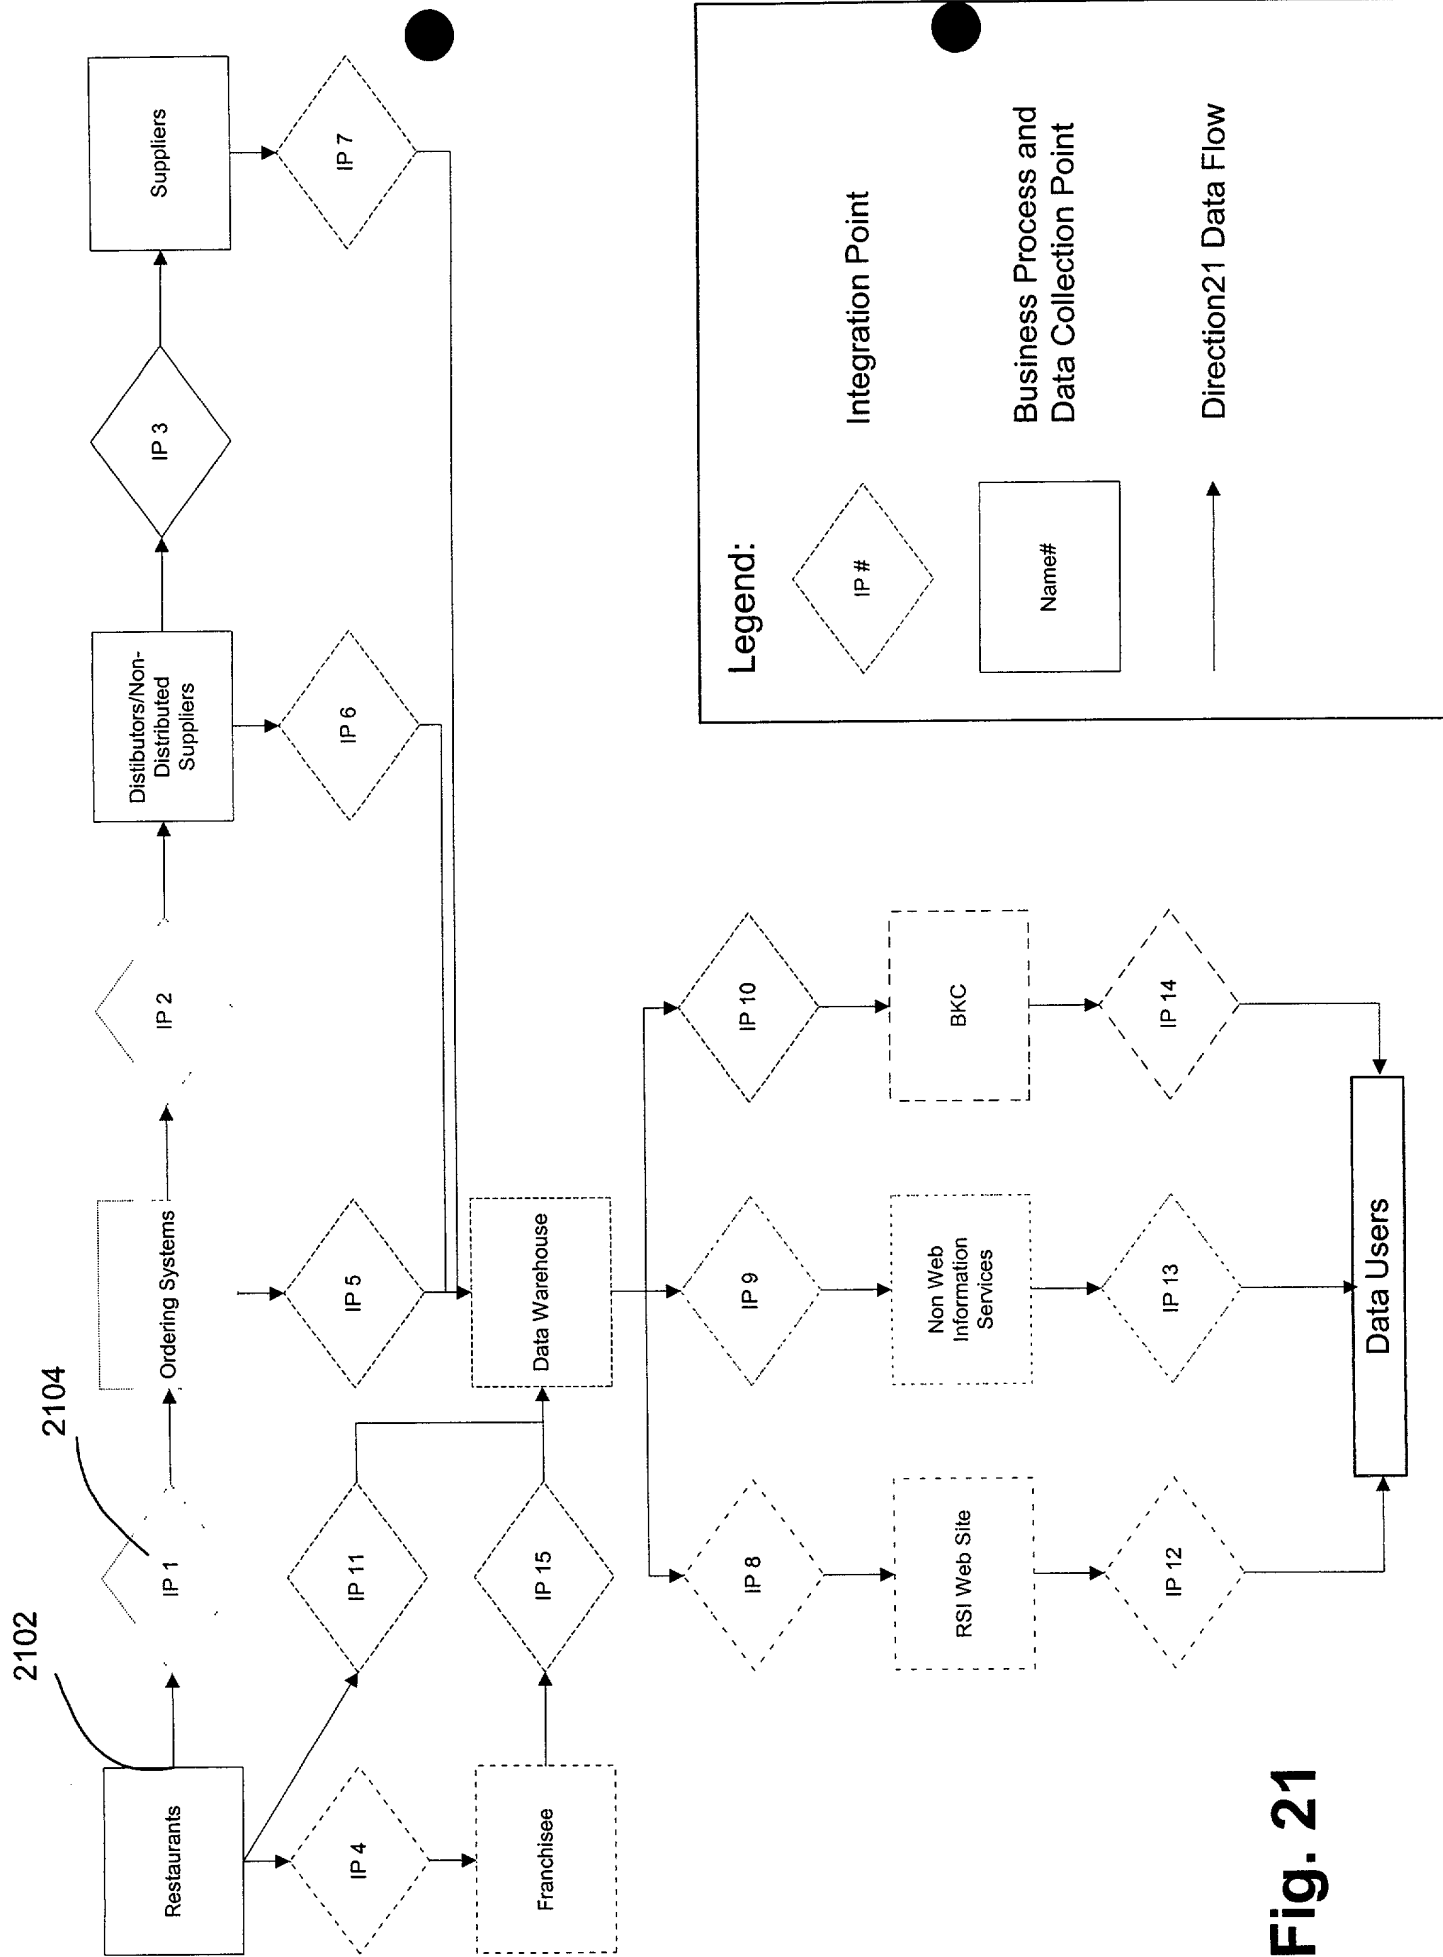 2102
2104
Restaurants
IP 1
Ordering Systems
IP 2
Distibutors/Non-
Distributed
Suppliers
IP 3
Suppliers
IP 4
IP 11
IP 5
IP 6
IP 7
Franchisee
IP 15
Data Warehouse
IP 8
IP 9
IP 10
RSI Web Site
Non Web
Information
Services
BKC
IP 12
IP 13
IP 14
Data Users
Legend:
IP #
Integration Point
Name#
Business Process and
Data Collection Point
Direction21 Data Flow
Fig. 21